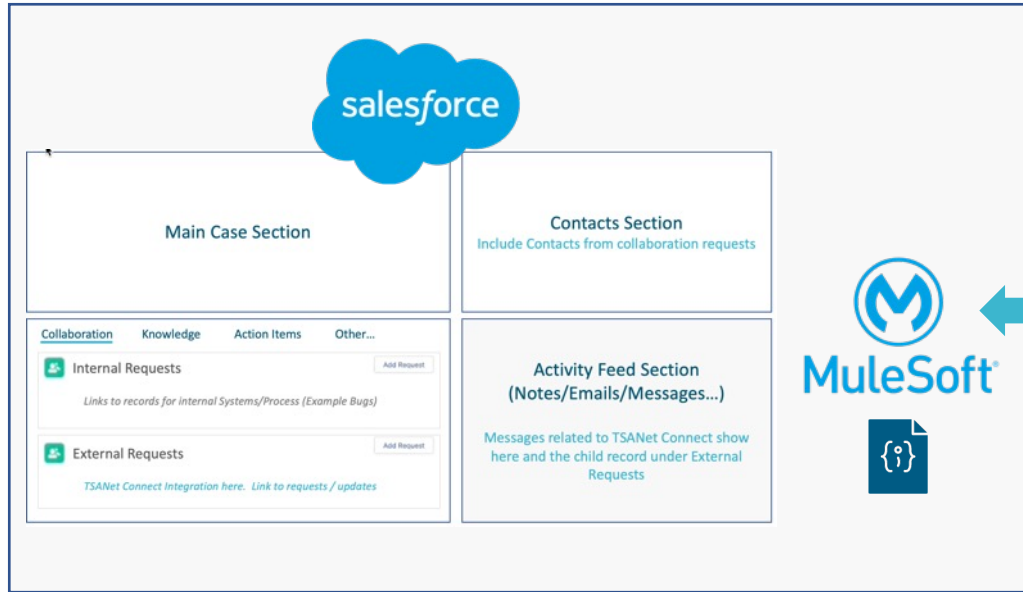 salesforce
Main Case Section
Contacts Section
Include Contacts from collaboration requests
Collaboration Knowledge Action Items Other...
Internal Requests
Add Request
Links to records for internal Systems/Process (Example Bugs)
External Requests
Add Request
TSANet Connect Integration here. Link to requests / updates
Activity Feed Section
(Notes/Emails/Messages...)
Messages related to TSANet Connect show
here and the child record under External
Requests
MuleSoft
{;}